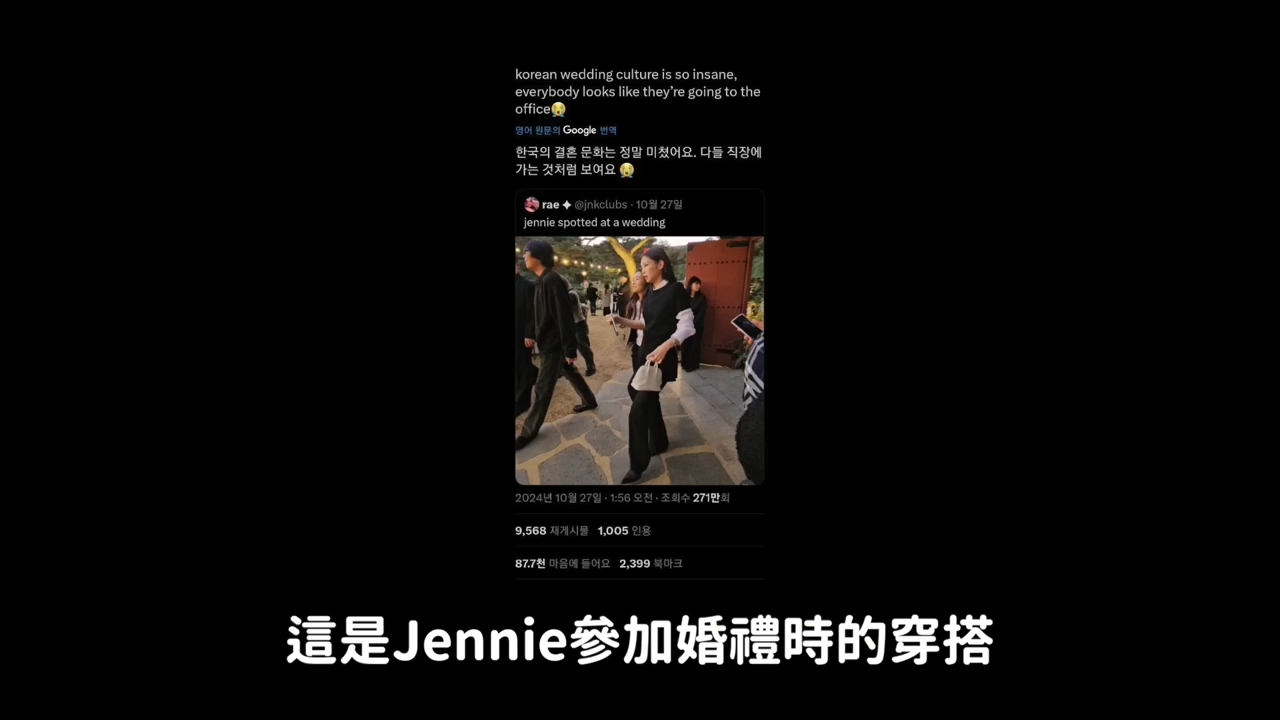 korean wedding culture is so insane,
everybody looks like they're going to the
office😭
영어 원문의 Google 번역
한국의 결혼 문화는 정말 미쳤어요. 다들 직장에
가는 것처럼 보여요 😭
rae ✦ @jnkclubs · 10월 27일
jennie spotted at a wedding
2024년 10월 27일 · 1:56 오전 · 조회수 271만회
9,568 재게시물 1,005 인용
87.7천 마음에 들어요 2,399 북마크
這是Jennie參加婚禮時的穿搭